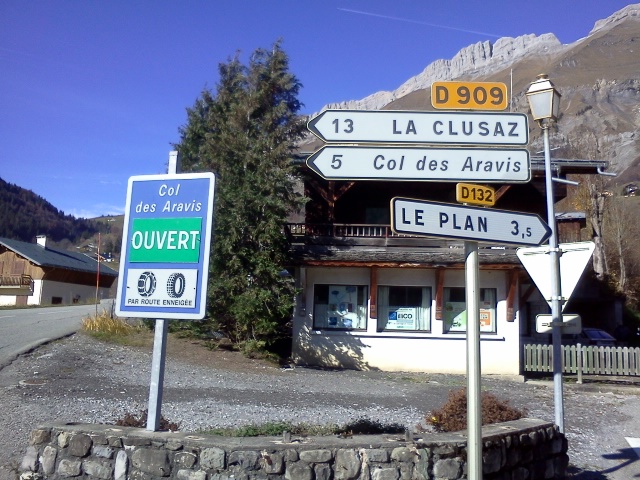 Col
des Aravis
OUVERT
PAR ROUTE ENNEIGÉE
D 909
13 LA CLUSAZ
5 Col des Aravis
D132
LE PLAN 3,5